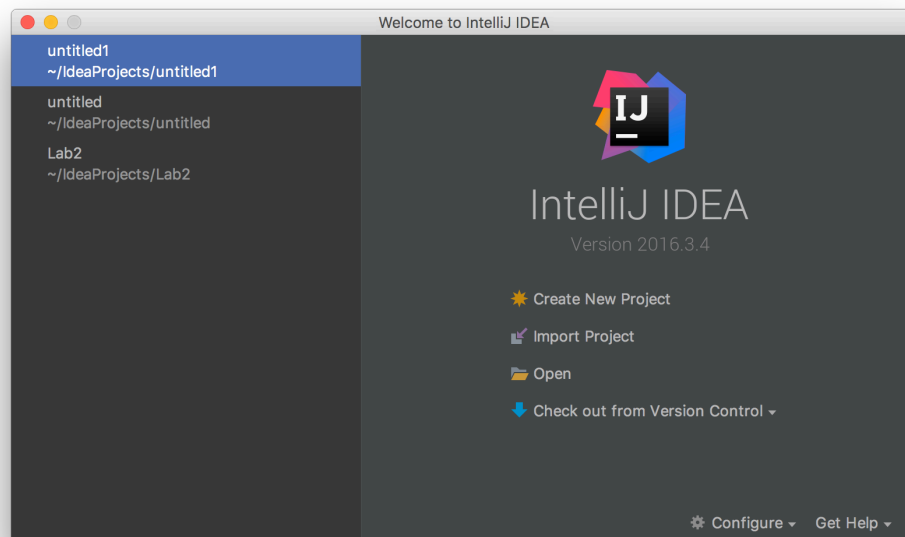 Welcome to IntelliJ IDEA
untitled1
~/IdeaProjects/untitled1
untitled
~/IdeaProjects/untitled
Lab2
~/IdeaProjects/Lab2
IJ
IntelliJ IDEA
Version 2016.3.4
Create New Project
Import Project
Open
Check out from Version Control
Configure
Get Help